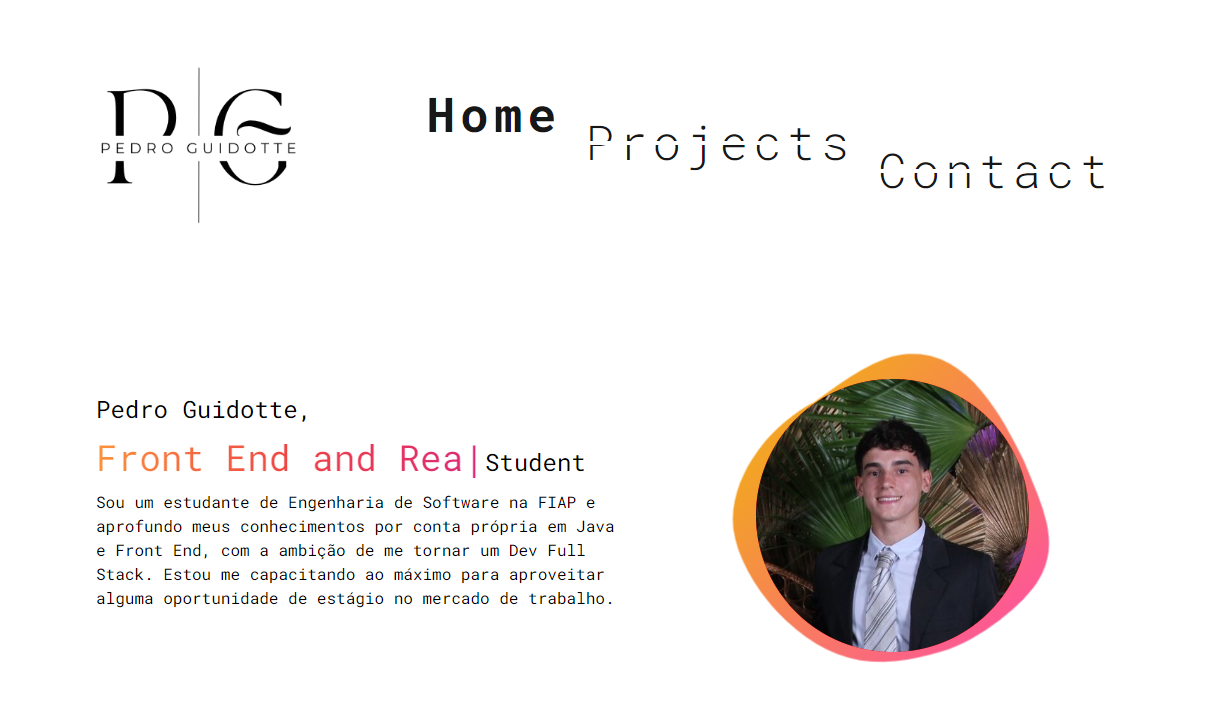 P G
PEDRO GUIDOTTE
Home
Projects
Contact
Pedro Guidotte,
Front End and Rea|Student
Sou um estudante de Engenharia de Software na FIAP e
aprofundo meus conhecimentos por conta própria em Java
e Front End, com a ambição de me tornar um Dev Full
Stack. Estou me capacitando ao máximo para aproveitar
alguma oportunidade de estágio no mercado de trabalho.